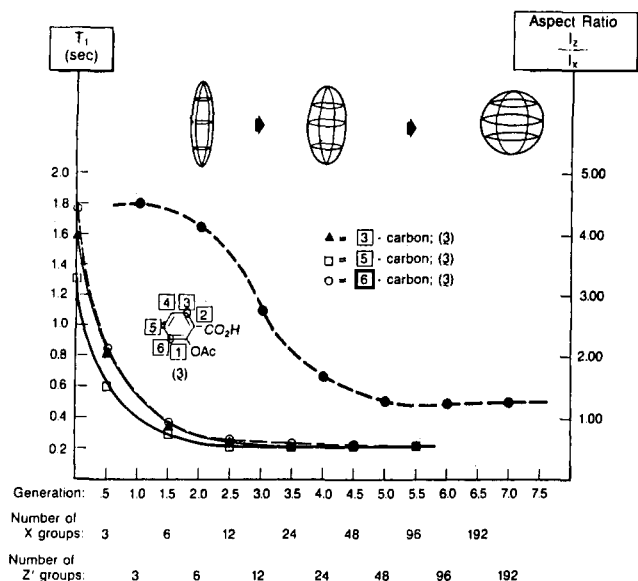 T₁
(sec)
Aspect Ratio
I_z
I_x
2.0
1.8
1.6
1.4
1.2
1.0
0.8
0.6
0.4
0.2
5.00
4.00
3.00
2.00
1.00
▲ = 3 - carbon; (3)
□ = 5 - carbon; (3)
○ = 6 - carbon; (3)
4 3
2
5
CO₂H
6
1 OAc
(3)
Generation: .5 1.0 1.5 2.0 2.5 3.0 3.5 4.0 4.5 5.0 5.5 6.0 6.5 7.0 7.5
Number of
X groups: 3 6 12 24 48 96 192
Number of
Z' groups: 3 6 12 24 48 96 192